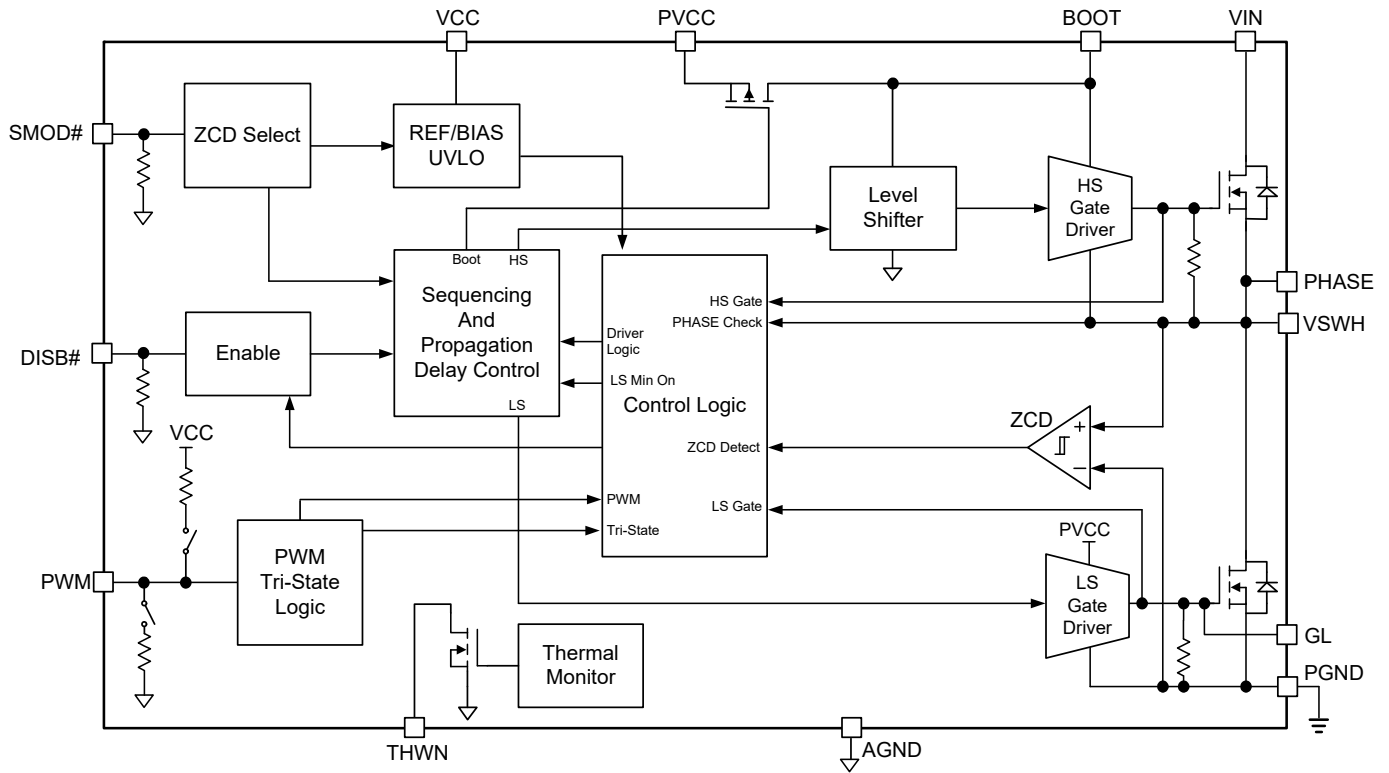 VCC
PVCC
BOOT
VIN
SMOD#
ZCD Select
REF/BIAS
UVLO
Level
Shifter
HS
Gate
Driver
Boot
HS
Sequencing
And
Propagation
Delay Control
LS
HS Gate
PHASE Check
Driver
Logic
LS Min On
Control Logic
ZCD Detect
LS Gate
PWM
Tri-State
PHASE
VSWH
DISB#
Enable
ZCD
+
−
VCC
PWM
PWM
Tri-State
Logic
PVCC
LS
Gate
Driver
GL
PGND
Thermal
Monitor
THWN
AGND